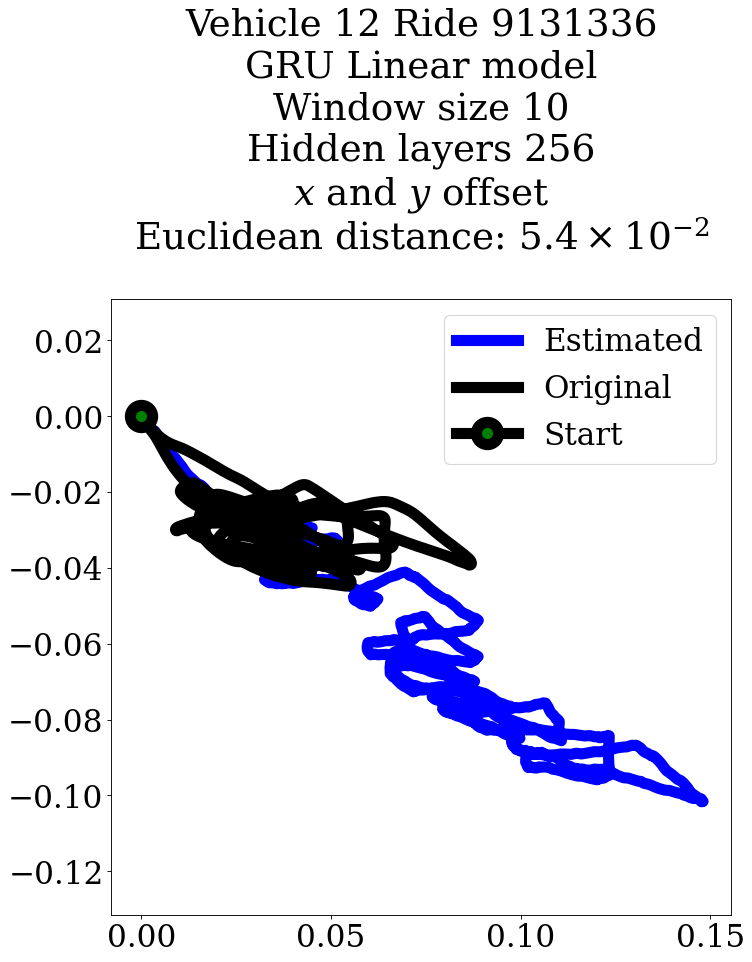 Vehicle 12 Ride 9131336
GRU Linear model
Window size 10
Hidden layers 256
x and y offset
Euclidean distance: 5.4 × 10⁻²
Estimated
Original
Start
0.02
0.00
−0.02
−0.04
−0.06
−0.08
−0.10
−0.12
0.00 0.05 0.10 0.15